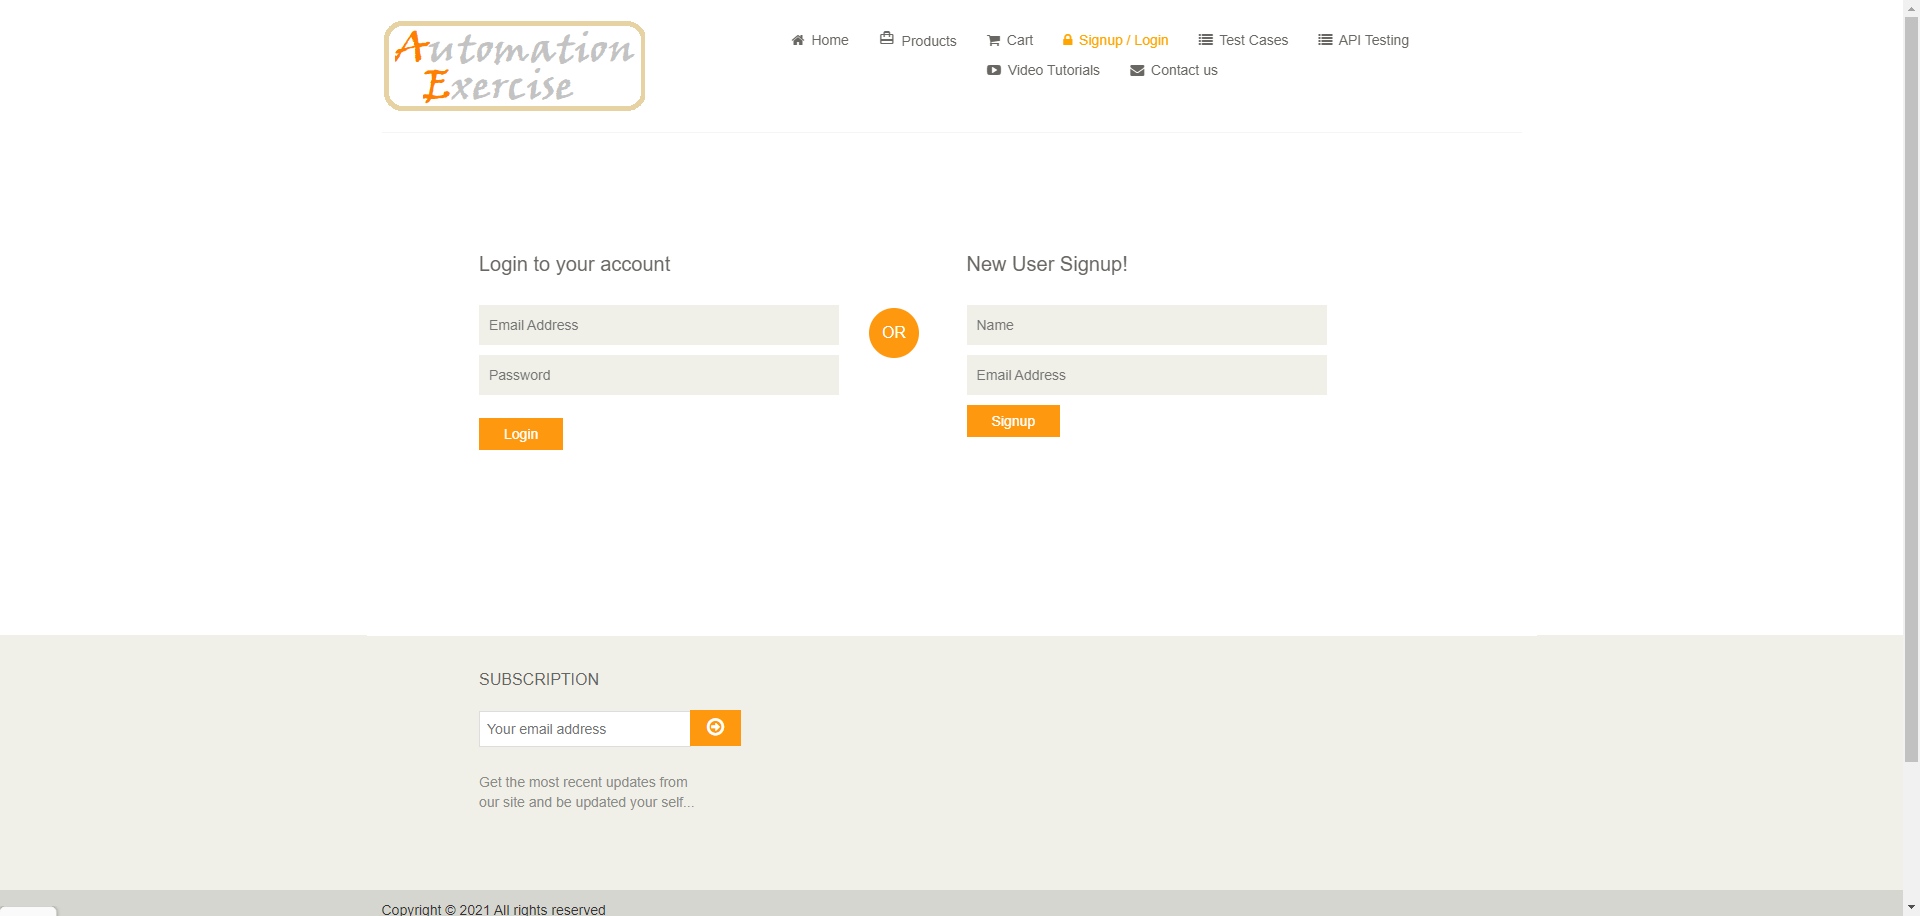 Automation
Exercise
Home
Products
Cart
Signup / Login
Test Cases
API Testing
Video Tutorials
Contact us
Login to your account
Email Address
Password
Login
OR
New User Signup!
Name
Email Address
Signup
SUBSCRIPTION
Your email address
Get the most recent updates from
our site and be updated your self...
Copyright © 2021 All rights reserved